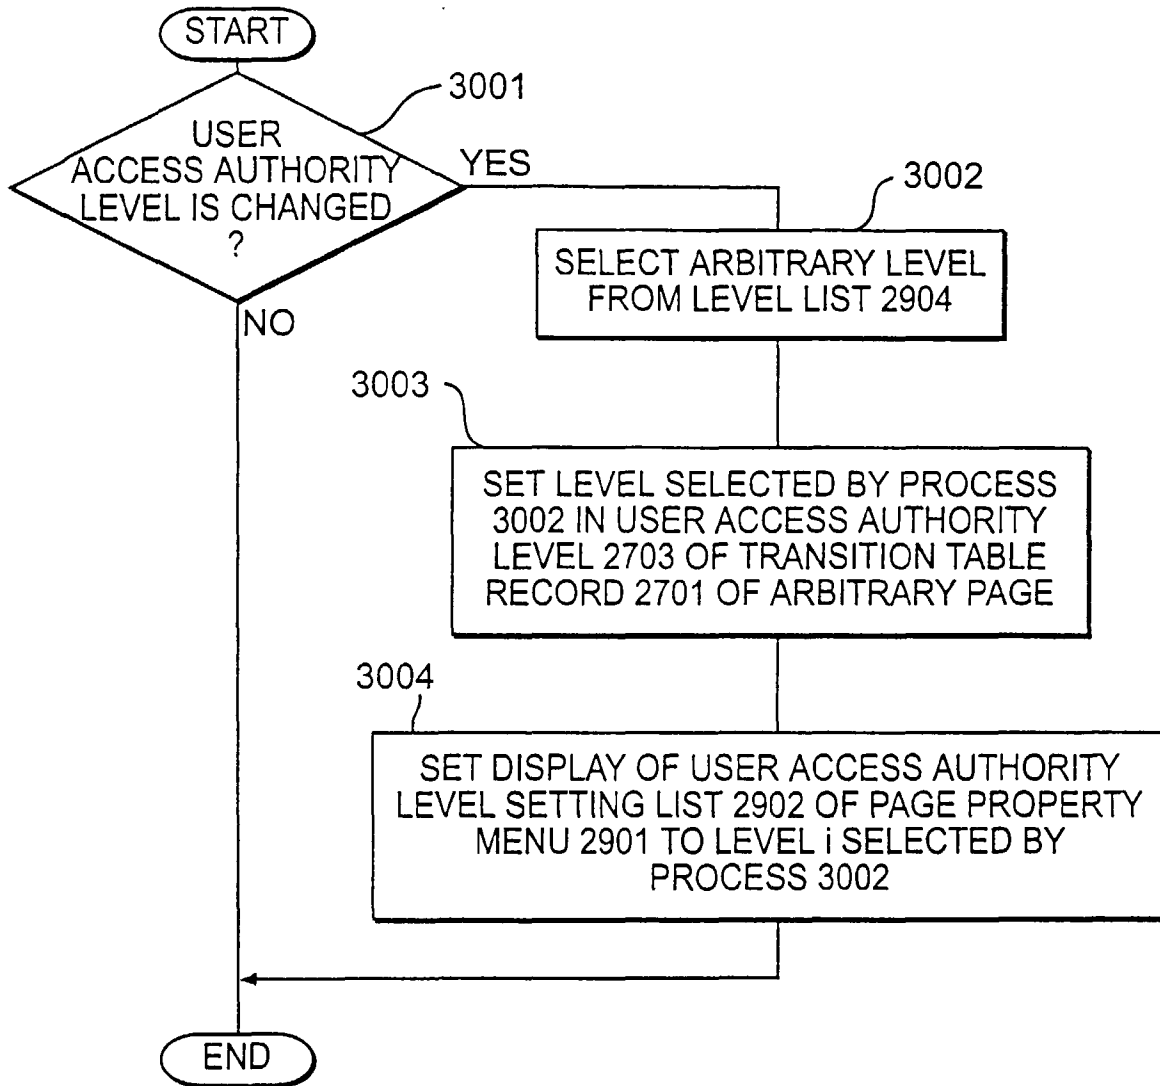 START
3001
USER
ACCESS AUTHORITY
LEVEL IS CHANGED
?
YES
NO
3002
SELECT ARBITRARY LEVEL
FROM LEVEL LIST 2904
3003
SET LEVEL SELECTED BY PROCESS
3002 IN USER ACCESS AUTHORITY
LEVEL 2703 OF TRANSITION TABLE
RECORD 2701 OF ARBITRARY PAGE
3004
SET DISPLAY OF USER ACCESS AUTHORITY
LEVEL SETTING LIST 2902 OF PAGE PROPERTY
MENU 2901 TO LEVEL i SELECTED BY
PROCESS 3002
END